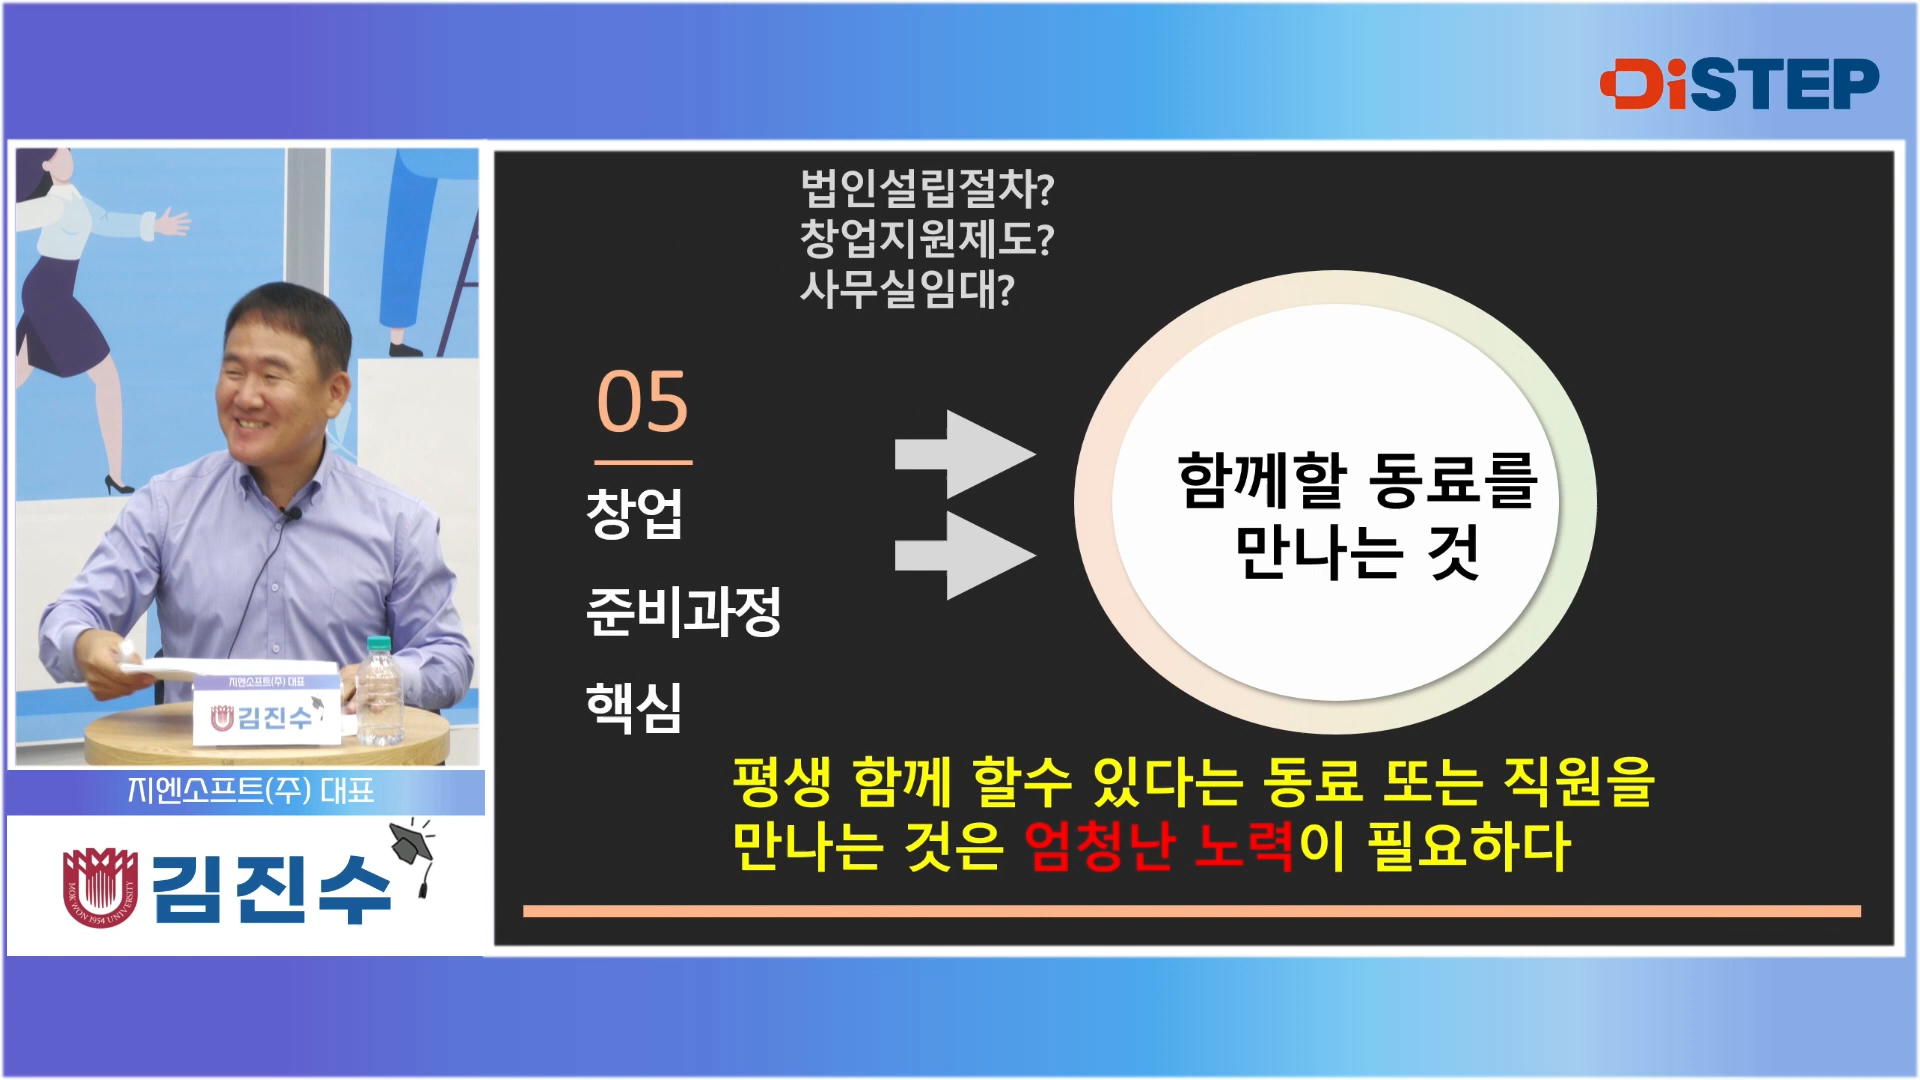 DiSTEP
법인설립절차?
창업지원제도?
사무실임대?
05
창업
준비과정
핵심
함께할 동료를
만나는 것
평생 함께 할수 있다는 동료 또는 직원을
만나는 것은 엄청난 노력이 필요하다
지엔소프트(주) 대표
김진수
지엔소프트(주) 대표
MOKWON 1954 UNIVERSITY
김진수